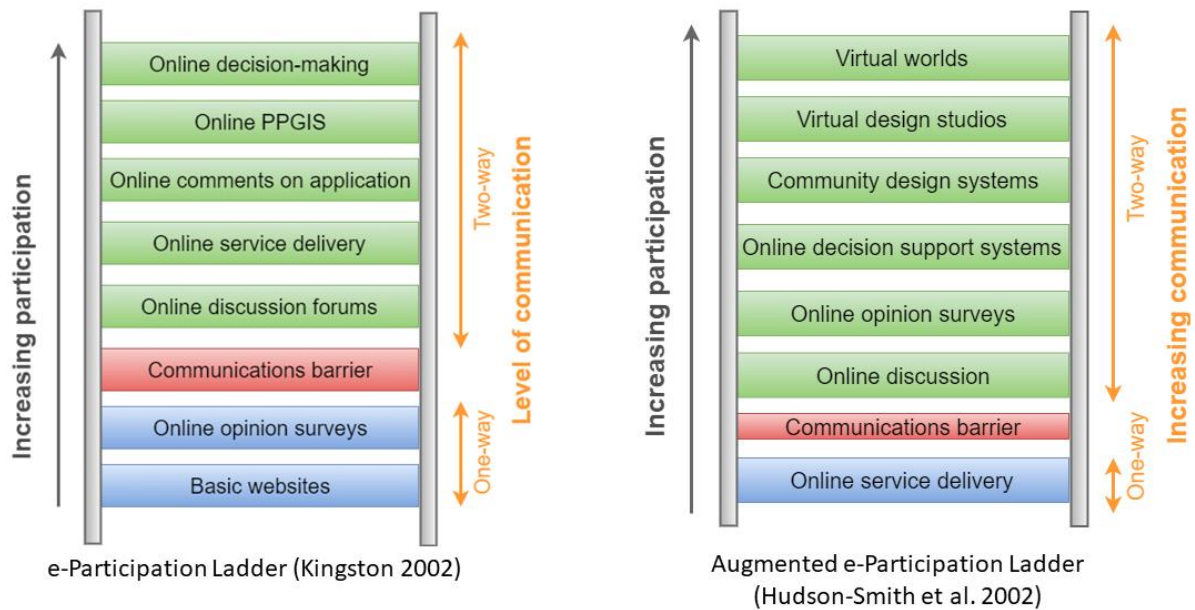 Increasing participation
Online decision-making
Online PPGIS
Online comments on application
Online service delivery
Online discussion forums
Communications barrier
Online opinion surveys
Basic websites
Two-way
One-way
Level of communication
e-Participation Ladder (Kingston 2002)
Increasing participation
Virtual worlds
Virtual design studios
Community design systems
Online decision support systems
Online opinion surveys
Online discussion
Communications barrier
Online service delivery
Two-way
One-way
Increasing communication
Augmented e-Participation Ladder
(Hudson-Smith et al. 2002)